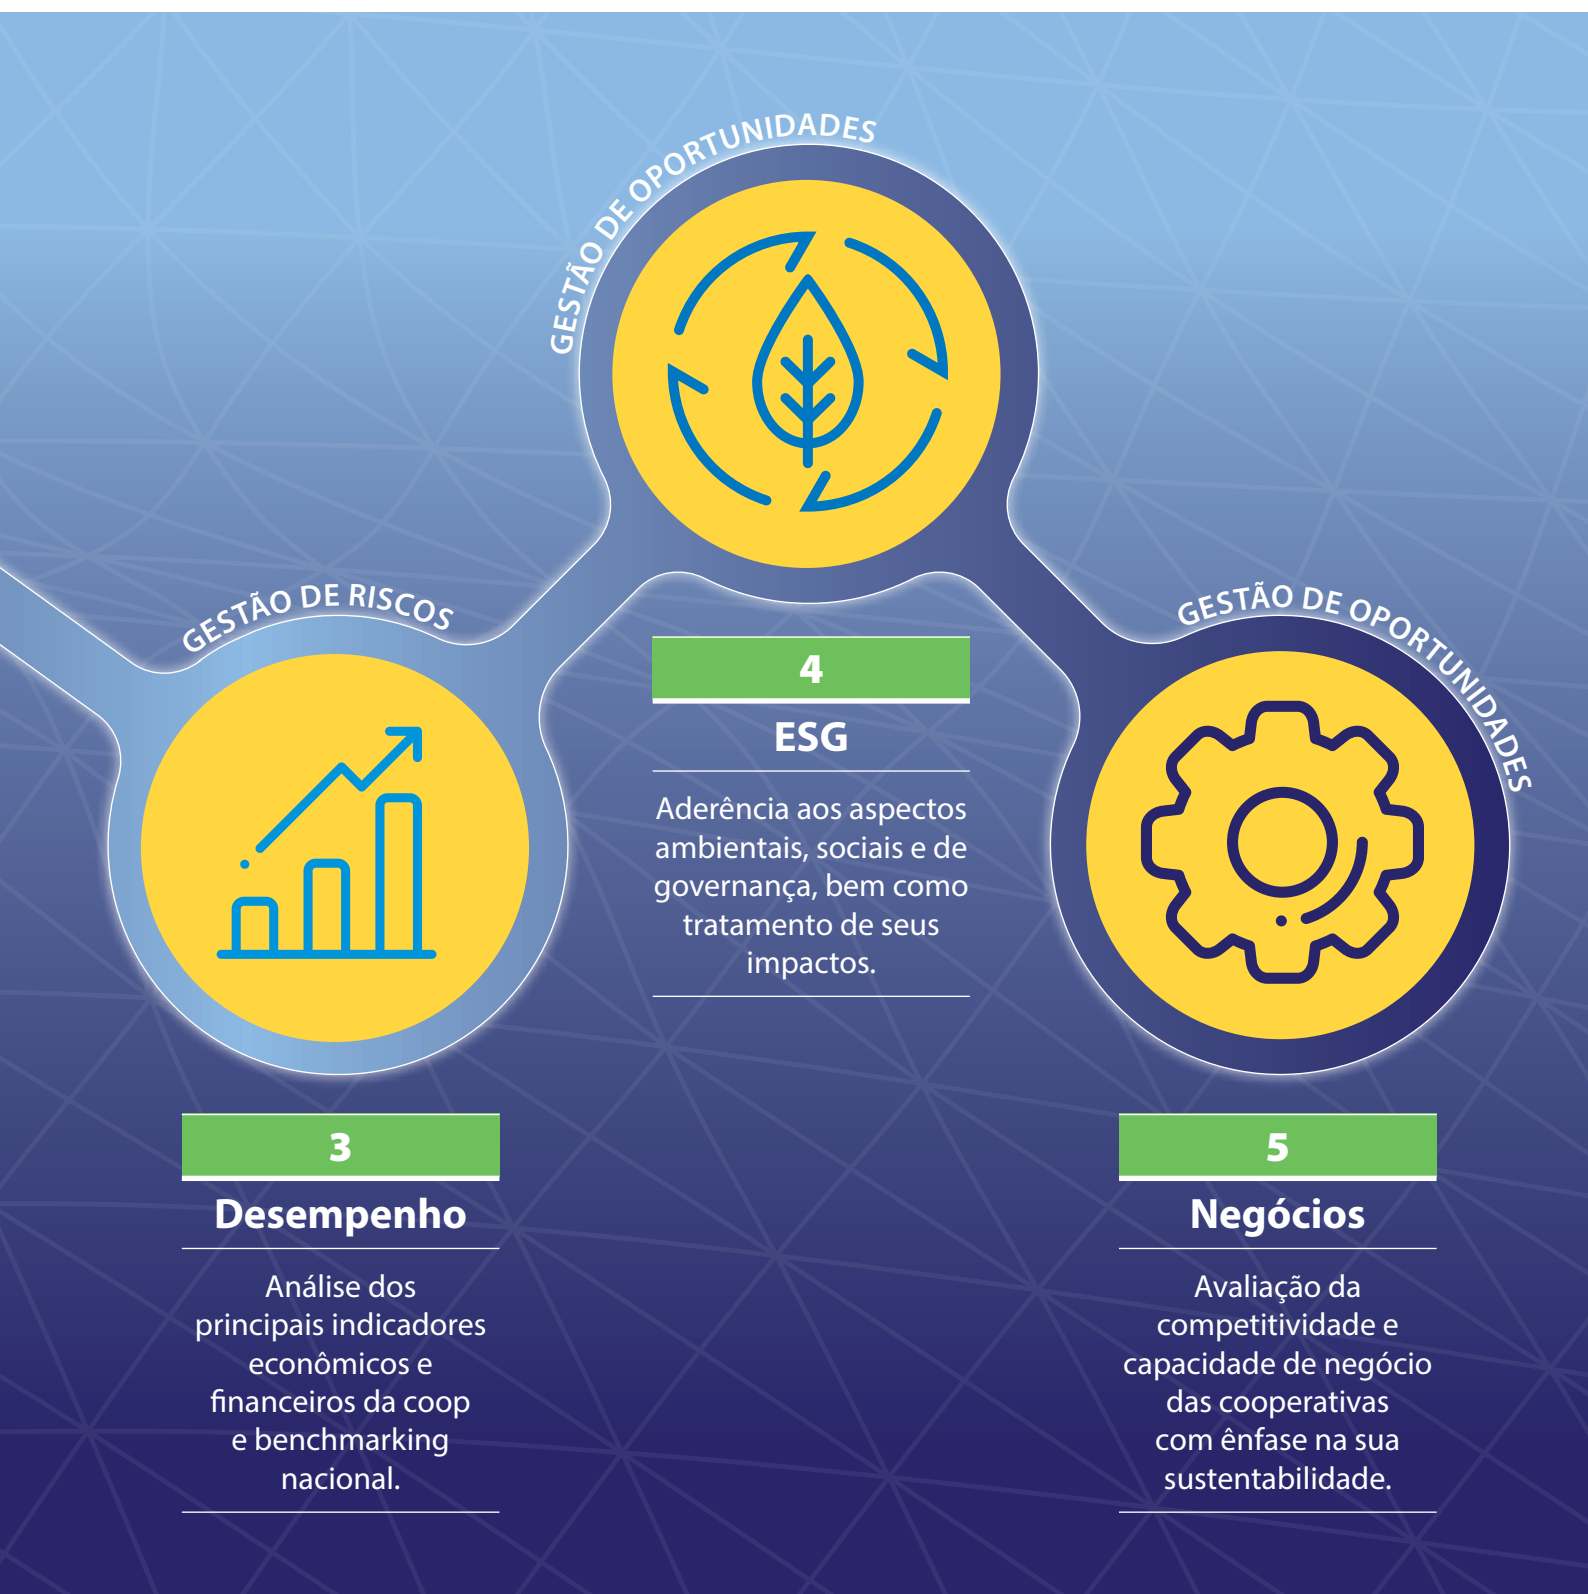 GESTÃO DE RISCOS
3
Desempenho
Análise dos
principais indicadores
econômicos e
financeiros da coop
e benchmarking
nacional.
GESTÃO DE OPORTUNIDADES
4
ESG
Aderência aos aspectos
ambientais, sociais e de
governança, bem como
tratamento de seus
impactos.
GESTÃO DE OPORTUNIDADES
5
Negócios
Avaliação da
competitividade e
capacidade de negócio
das cooperativas
com ênfase na sua
sustentabilidade.